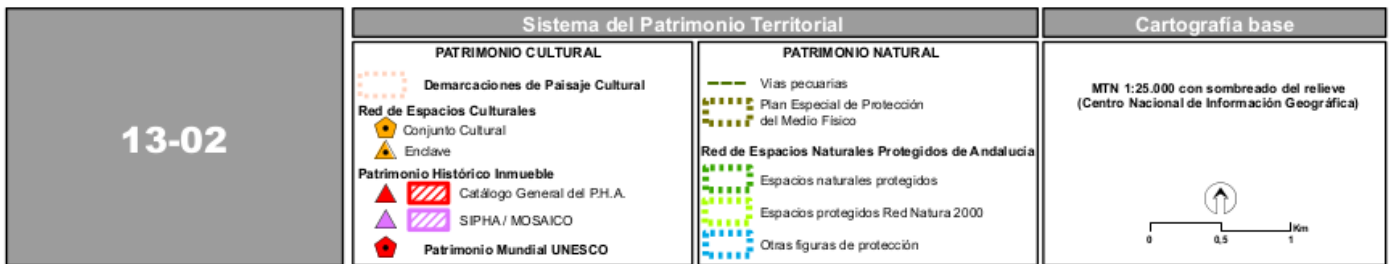 13-02
Sistema del Patrimonio Territorial
PATRIMONIO CULTURAL
Demarcaciones de Paisaje Cultural
Red de Espacios Culturales
Conjunto Cultural
Enclave
Patrimonio Histórico Inmueble
Catálogo General del P.H.A.
SIPHA / MOSAICO
Patrimonio Mundial UNESCO
PATRIMONIO NATURAL
Vías pecuarias
Plan Especial de Protección
del Medio Físico
Red de Espacios Naturales Protegidos de Andalucía
Espacios naturales protegidos
Espacios protegidos Red Natura 2000
Otras figuras de protección
Cartografía base
MTN 1:25.000 con sombreado del relieve
(Centro Nacional de Información Geográfica)
Km
0 0,5 1